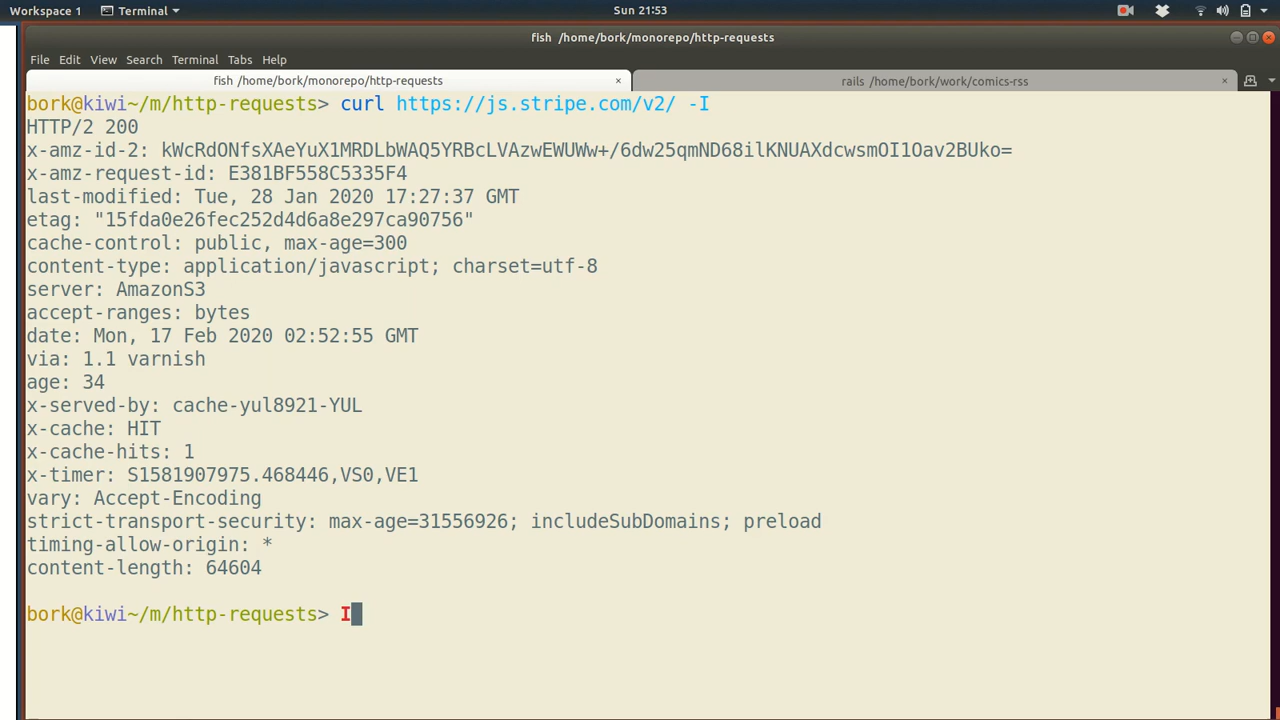 Workspace 1 Terminal Sun 21:53
fish /home/bork/monorepo/http-requests
File Edit View Search Terminal Tabs Help
fish /home/bork/monorepo/http-requests × rails /home/bork/work/comics-rss ×
bork@kiwi~/m/http-requests> curl https://js.stripe.com/v2/ -I
HTTP/2 200
x-amz-id-2: kWcRdONfsXAeYuX1MRDLbWAQ5YRBcLVAzwEWUWw+/6dw25qmND68ilKNUAXdcwsmOI1Oav2BUko=
x-amz-request-id: E381BF558C5335F4
last-modified: Tue, 28 Jan 2020 17:27:37 GMT
etag: "15fda0e26fec252d4d6a8e297ca90756"
cache-control: public, max-age=300
content-type: application/javascript; charset=utf-8
server: AmazonS3
accept-ranges: bytes
date: Mon, 17 Feb 2020 02:52:55 GMT
via: 1.1 varnish
age: 34
x-served-by: cache-yul8921-YUL
x-cache: HIT
x-cache-hits: 1
x-timer: S1581907975.468446,VS0,VE1
vary: Accept-Encoding
strict-transport-security: max-age=31556926; includeSubDomains; preload
timing-allow-origin: *
content-length: 64604
bork@kiwi~/m/http-requests> I